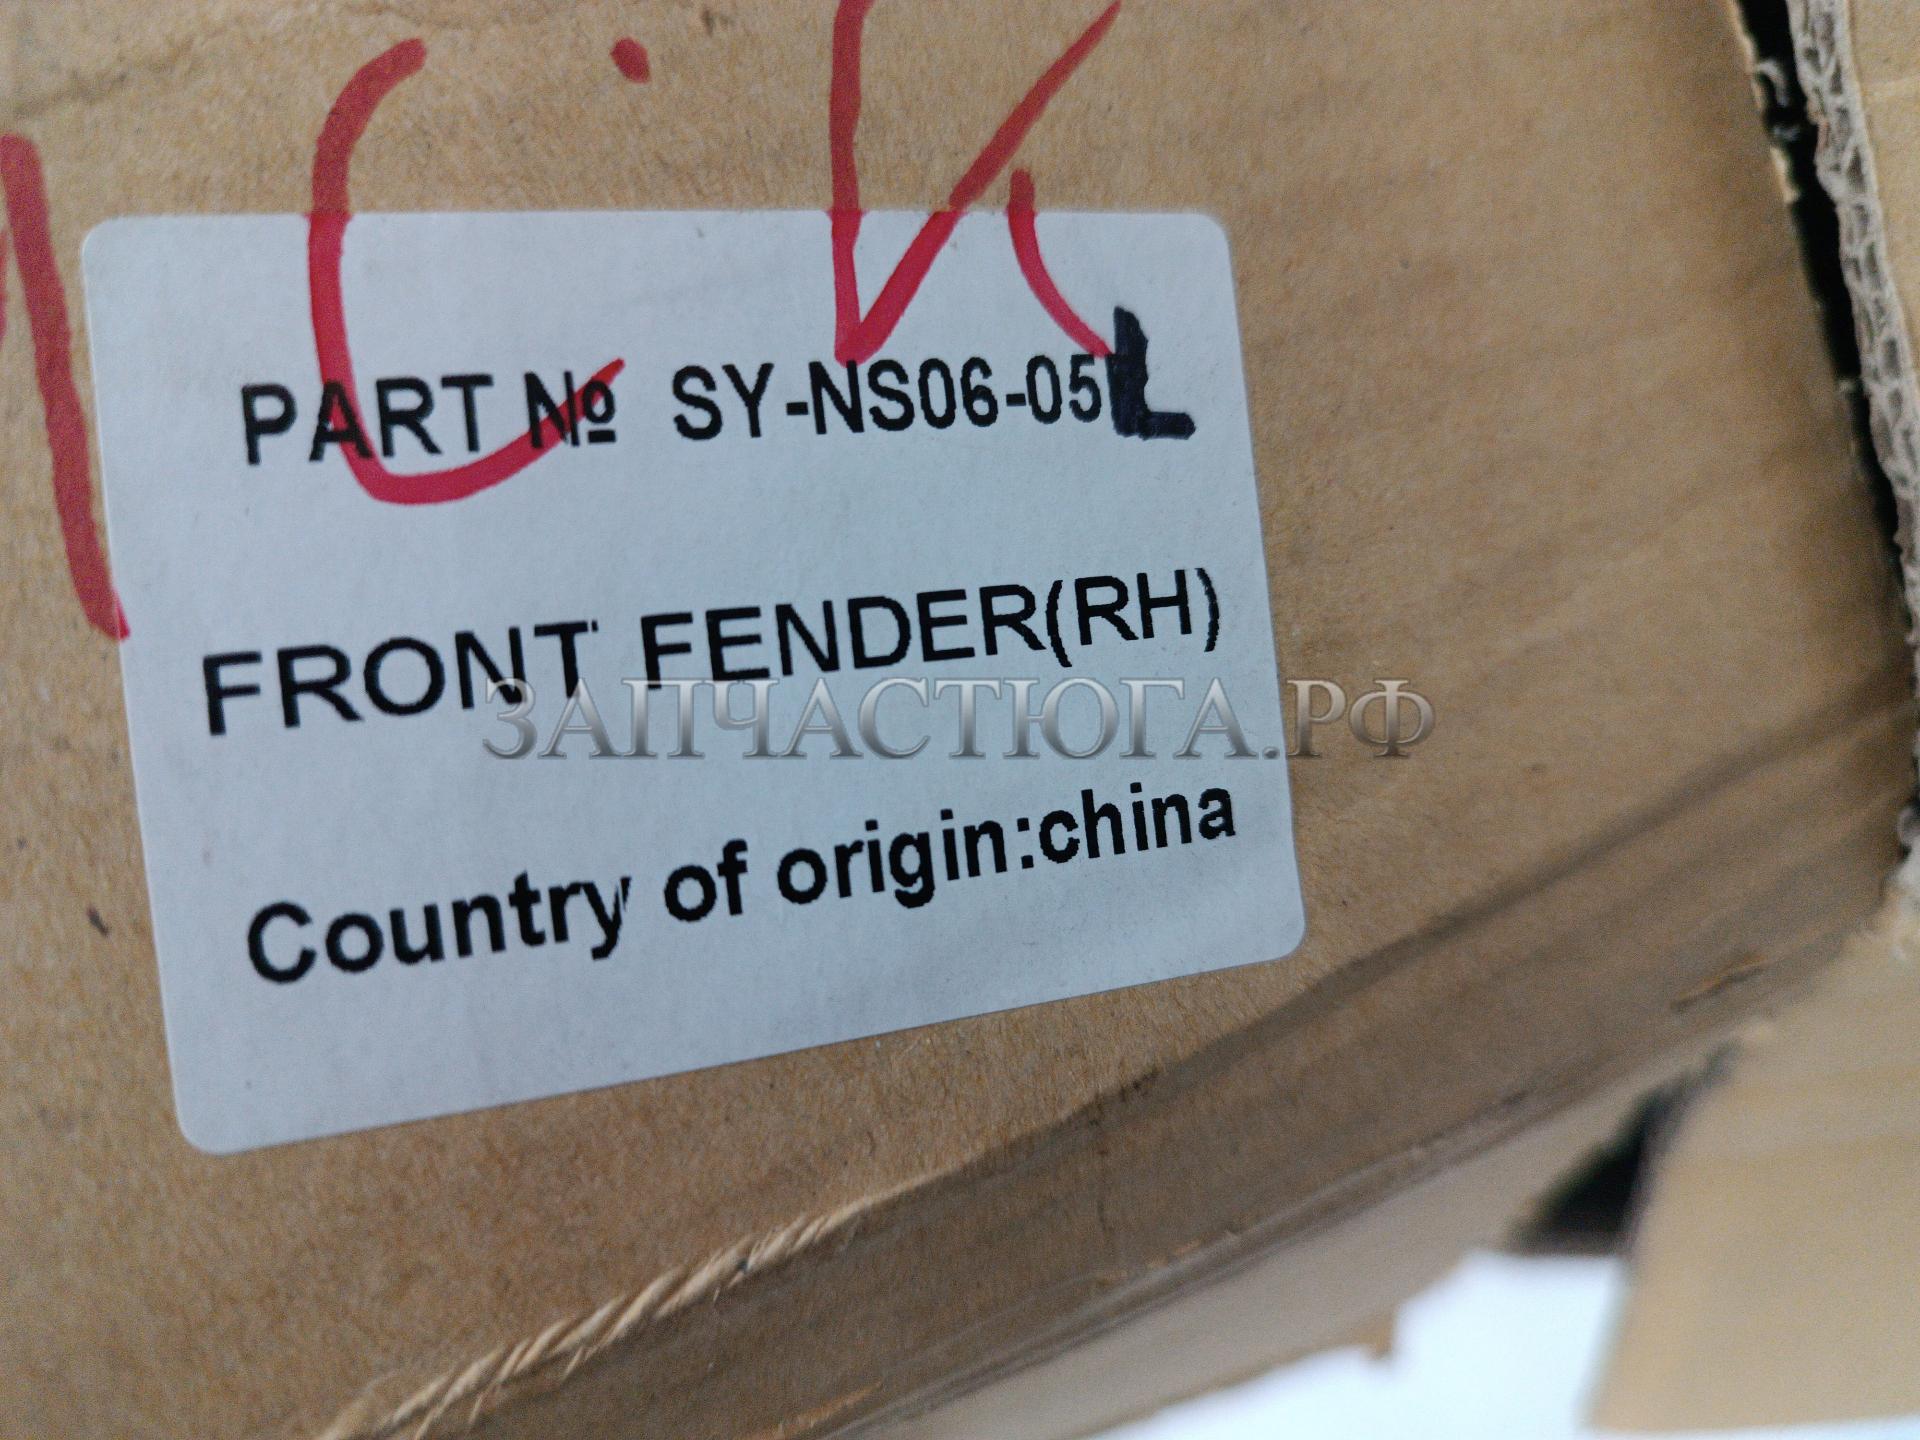 PART № SY-NS06-05L
FRONT FENDER(RH)
ЗАПЧАСТЮГА.РФ
Country of origin:china